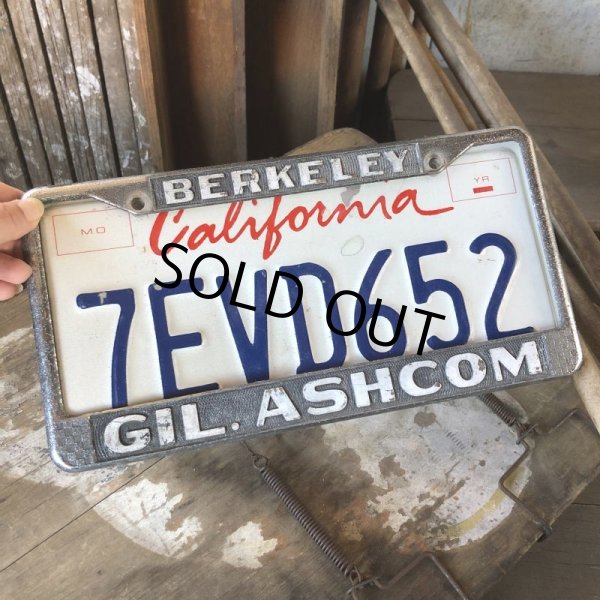 BERKELEY
California
MO
YR
7EVD652
SOLD OUT
GIL. ASHCOM